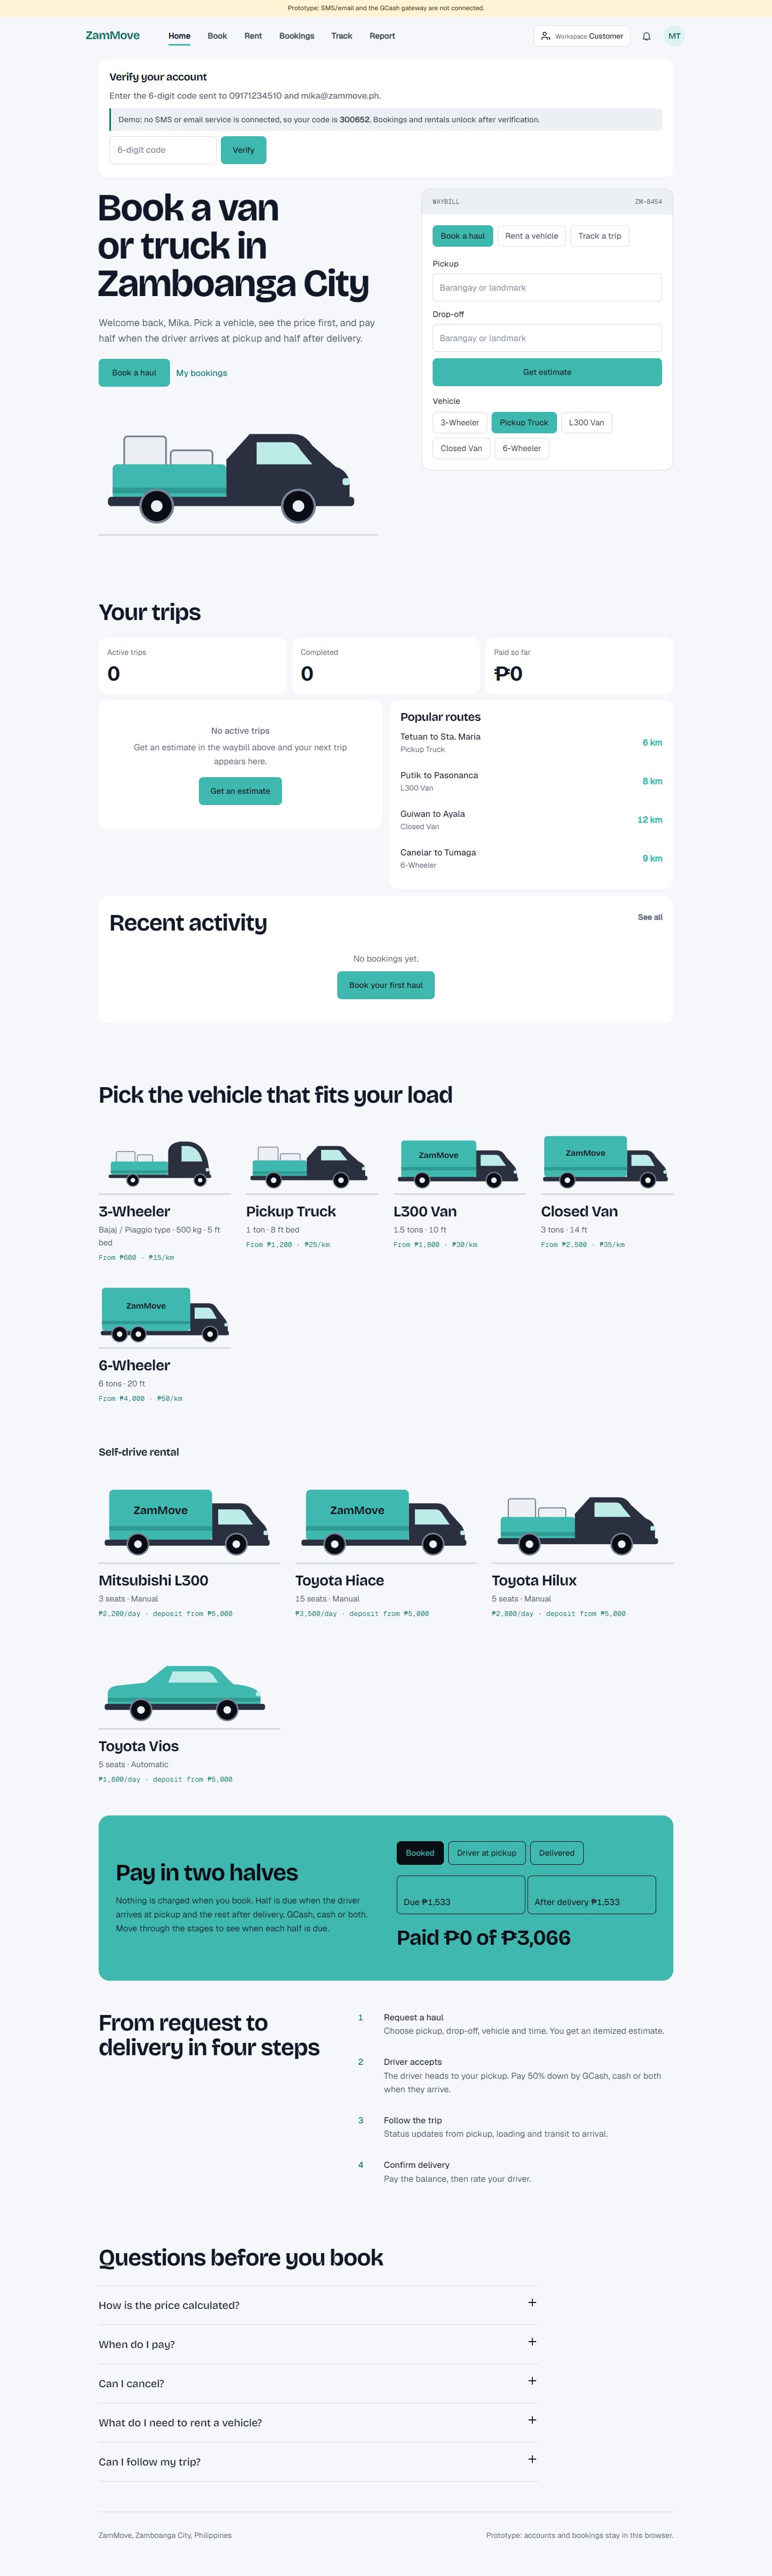 Prototype: SMS/email and the GCash gateway are not connected.
ZamMove
Home
Book
Rent
Bookings
Track
Report
Workspace Customer
MT
Verify your account
Enter the 6-digit code sent to 09171234510 and mika@zammove.ph.
Demo: no SMS or email service is connected, so your code is 300652. Bookings and rentals unlock after verification.
6-digit code
Verify
Book a van
or truck in
Zamboanga City
Welcome back, Mika. Pick a vehicle, see the price first, and pay
half when the driver arrives at pickup and half after delivery.
Book a haul
My bookings
WAYBILL
ZW-8454
Book a haul
Rent a vehicle
Track a trip
Pickup
Barangay or landmark
Drop-off
Barangay or landmark
Get estimate
Vehicle
3-Wheeler
Pickup Truck
L300 Van
Closed Van
6-Wheeler
Your trips
Active trips
0
Completed
0
Paid so far
₱0
No active trips
Get an estimate in the waybill above and your next trip
appears here.
Get an estimate
Popular routes
Tetuan to Sta. Maria
Pickup Truck
6 km
Putik to Pasonanca
L300 Van
8 km
Guiwan to Ayala
Closed Van
12 km
Canelar to Tumaga
6-Wheeler
9 km
Recent activity
See all
No bookings yet.
Book your first haul
Pick the vehicle that fits your load
3-Wheeler
Bajaj / Piaggio type · 500 kg · 5 ft
bed
From ₱600 · ₱15/km
Pickup Truck
1 ton · 8 ft bed
From ₱1,200 · ₱25/km
ZamMove
L300 Van
1.5 tons · 10 ft
From ₱1,800 · ₱30/km
ZamMove
Closed Van
3 tons · 14 ft
From ₱2,500 · ₱35/km
ZamMove
6-Wheeler
6 tons · 20 ft
From ₱4,000 · ₱50/km
Self-drive rental
ZamMove
Mitsubishi L300
3 seats · Manual
₱2,200/day · deposit from ₱5,000
ZamMove
Toyota Hiace
15 seats · Manual
₱3,500/day · deposit from ₱5,000
Toyota Hilux
5 seats · Manual
₱2,800/day · deposit from ₱5,000
Toyota Vios
5 seats · Automatic
₱1,800/day · deposit from ₱5,000
Pay in two halves
Nothing is charged when you book. Half is due when the driver
arrives at pickup and the rest after delivery. GCash, cash or both.
Move through the stages to see when each half is due.
Booked
Driver at pickup
Delivered
Due ₱1,533
After delivery ₱1,533
Paid ₱0 of ₱3,066
From request to
delivery in four steps
1
Request a haul
Choose pickup, drop-off, vehicle and time. You get an itemized estimate.
2
Driver accepts
The driver heads to your pickup. Pay 50% down by GCash, cash or both
when they arrive.
3
Follow the trip
Status updates from pickup, loading and transit to arrival.
4
Confirm delivery
Pay the balance, then rate your driver.
Questions before you book
How is the price calculated?
When do I pay?
Can I cancel?
What do I need to rent a vehicle?
Can I follow my trip?
ZamMove, Zamboanga City, Philippines
Prototype: accounts and bookings stay in this browser.